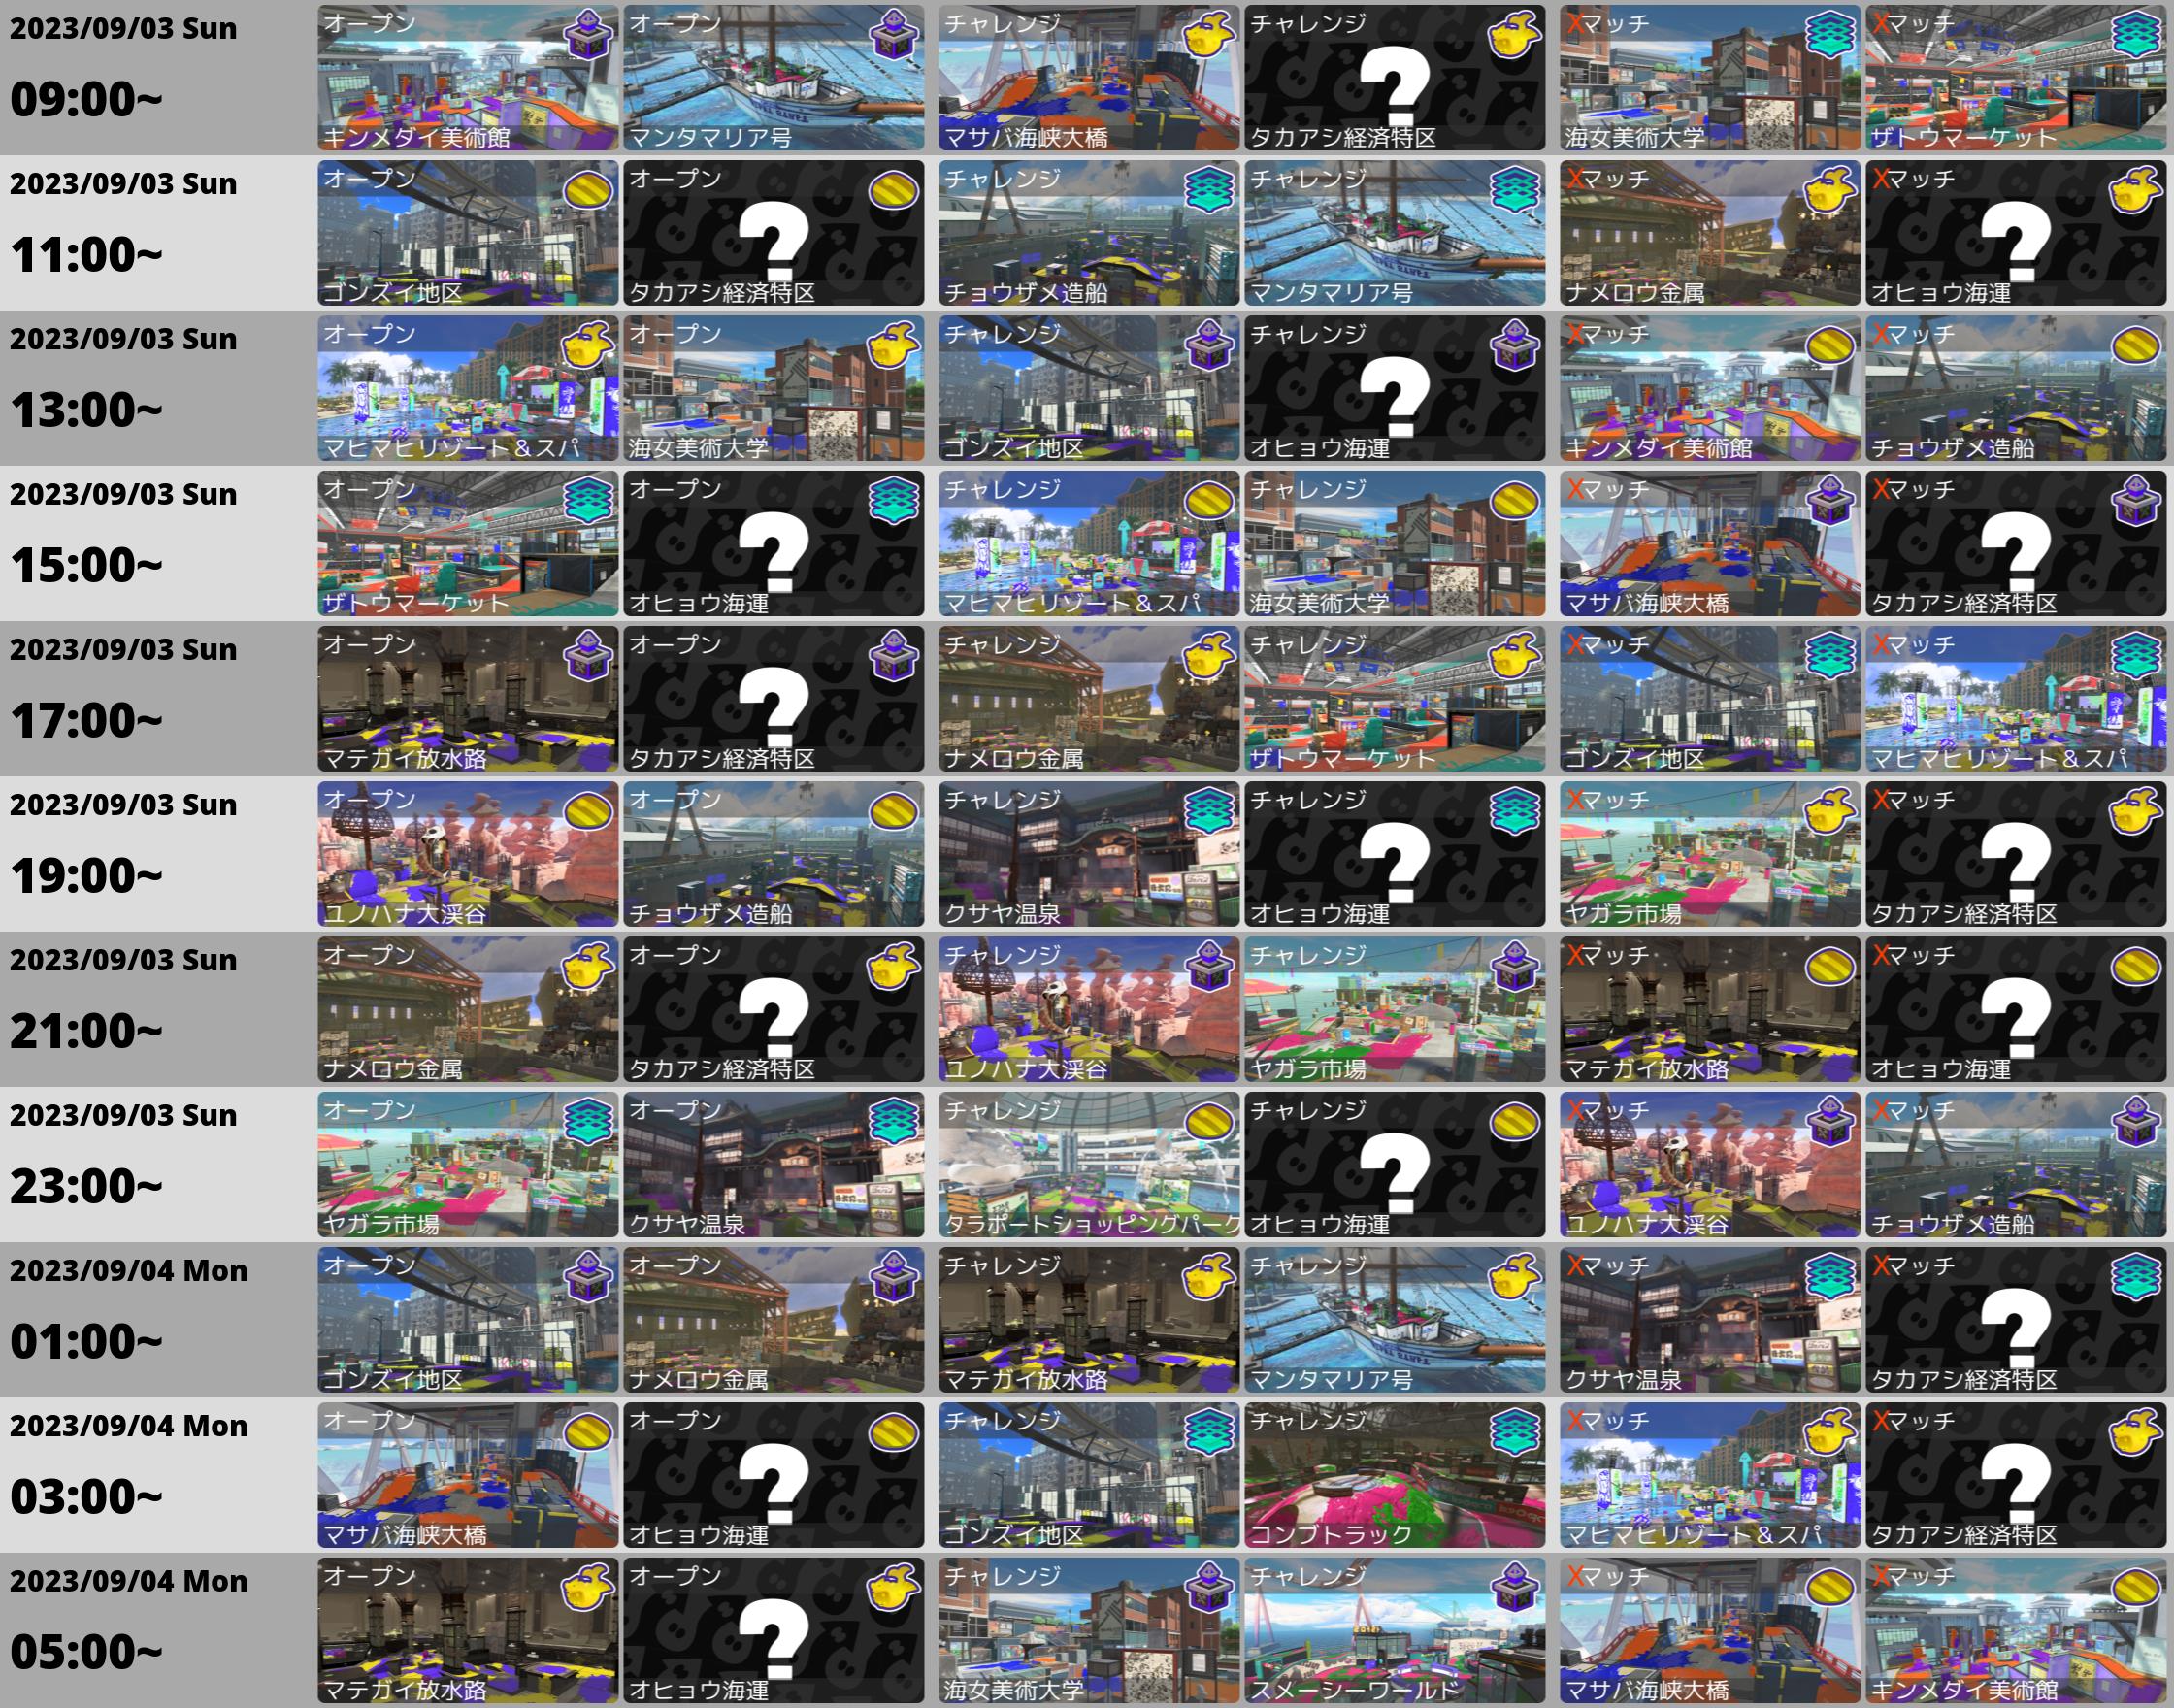 2023/09/03 Sun
09:00~
オープン オープン チャレンジ チャレンジ Xマッチ Xマッチ
キンメダイ美術館 マンタマリア号 マサバ海峡大橋 タカアシ経済特区 海女美術大学 ザトウマーケット
2023/09/03 Sun
11:00~
オープン オープン チャレンジ チャレンジ Xマッチ Xマッチ
ゴンズイ地区 タカアシ経済特区 チョウザメ造船 マンタマリア号 ナメロウ金属 オヒョウ海運
2023/09/03 Sun
13:00~
オープン オープン チャレンジ チャレンジ Xマッチ Xマッチ
マヒマヒリゾート＆スパ 海女美術大学 ゴンズイ地区 オヒョウ海運 キンメダイ美術館 チョウザメ造船
2023/09/03 Sun
15:00~
オープン オープン チャレンジ チャレンジ Xマッチ Xマッチ
ザトウマーケット オヒョウ海運 マヒマヒリゾート＆スパ 海女美術大学 マサバ海峡大橋 タカアシ経済特区
2023/09/03 Sun
17:00~
オープン オープン チャレンジ チャレンジ Xマッチ Xマッチ
マテガイ放水路 タカアシ経済特区 ナメロウ金属 ザトウマーケット ゴンズイ地区 マヒマヒリゾート＆スパ
2023/09/03 Sun
19:00~
オープン オープン チャレンジ チャレンジ Xマッチ Xマッチ
ユノハナ大渓谷 チョウザメ造船 クサヤ温泉 オヒョウ海運 ヤガラ市場 タカアシ経済特区
2023/09/03 Sun
21:00~
オープン オープン チャレンジ チャレンジ Xマッチ Xマッチ
ナメロウ金属 タカアシ経済特区 ユノハナ大渓谷 ヤガラ市場 マテガイ放水路 オヒョウ海運
2023/09/03 Sun
23:00~
オープン オープン チャレンジ チャレンジ Xマッチ Xマッチ
ヤガラ市場 クサヤ温泉 タラポートショッピングパーク オヒョウ海運 ユノハナ大渓谷 チョウザメ造船
2023/09/04 Mon
01:00~
オープン オープン チャレンジ チャレンジ Xマッチ Xマッチ
ゴンズイ地区 ナメロウ金属 マテガイ放水路 マンタマリア号 クサヤ温泉 タカアシ経済特区
2023/09/04 Mon
03:00~
オープン オープン チャレンジ チャレンジ Xマッチ Xマッチ
マサバ海峡大橋 オヒョウ海運 ゴンズイ地区 コンブトラック マヒマヒリゾート＆スパ タカアシ経済特区
2023/09/04 Mon
05:00~
オープン オープン チャレンジ チャレンジ Xマッチ Xマッチ
マテガイ放水路 オヒョウ海運 海女美術大学 スメーシーワールド マサバ海峡大橋 キンメダイ美術館